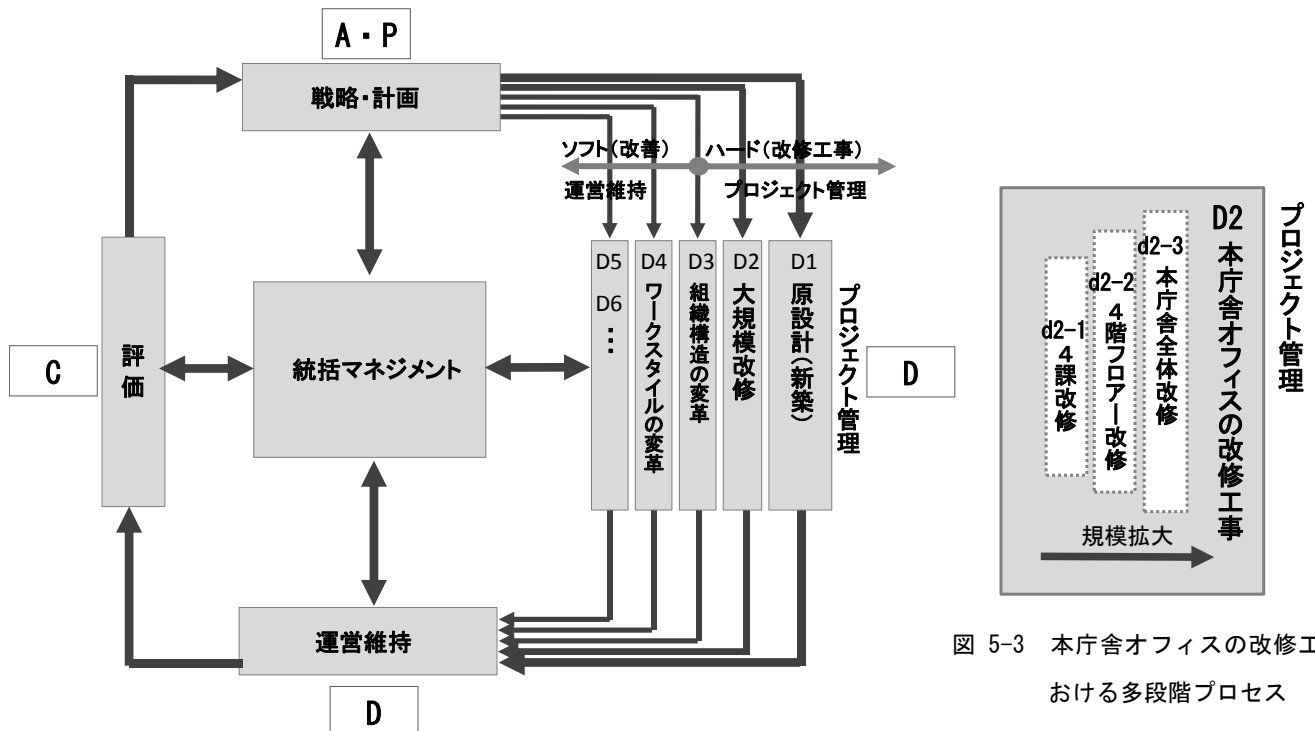 A・P
戦略・計画
ソフト(改善)
ハード(改修工事)
運営維持
プロジェクト管理
C
評価
統括マネジメント
D5
D6
…
D4
ワークスタイルの変革
D3
組織構造の変革
D2
大規模改修
D1
原設計(新築)
プロジェクト管理
D
運営維持
D
プロジェクト管理
D2 本庁舎オフィスの改修工事
d2-3 本庁舎全体改修
d2-2 4階フロアー改修
d2-1 4課改修
規模拡大
図 5-3 本庁舎オフィスの改修工
おける多段階プロセス